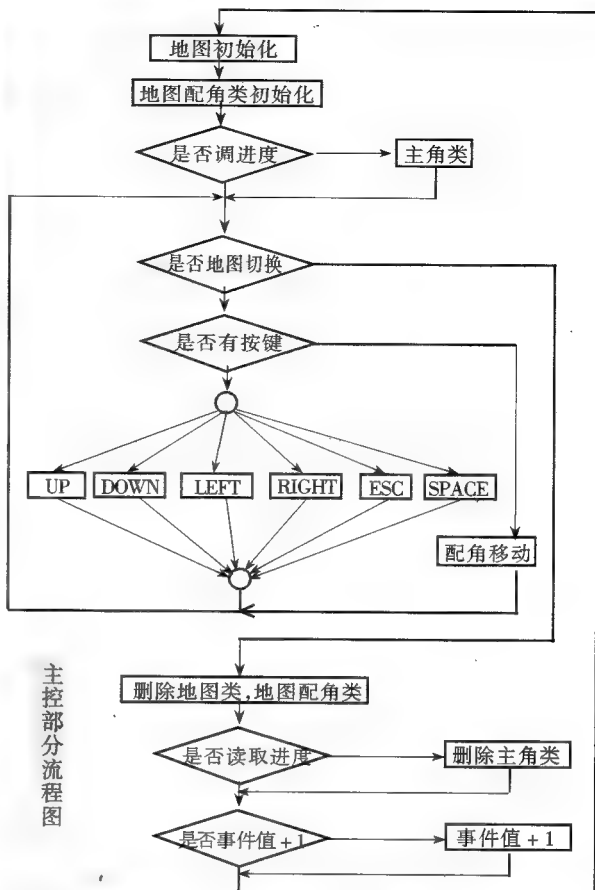 地图初始化
地图配角类初始化
是否调进度
主角类
是否地图切换
是否有按键
UP
DOWN
LEFT
RIGHT
ESC
SPACE
配角移动
删除地图类,地图配角类
是否读取进度
删除主角类
是否事件值+1
事件值+1
主控部分流程图